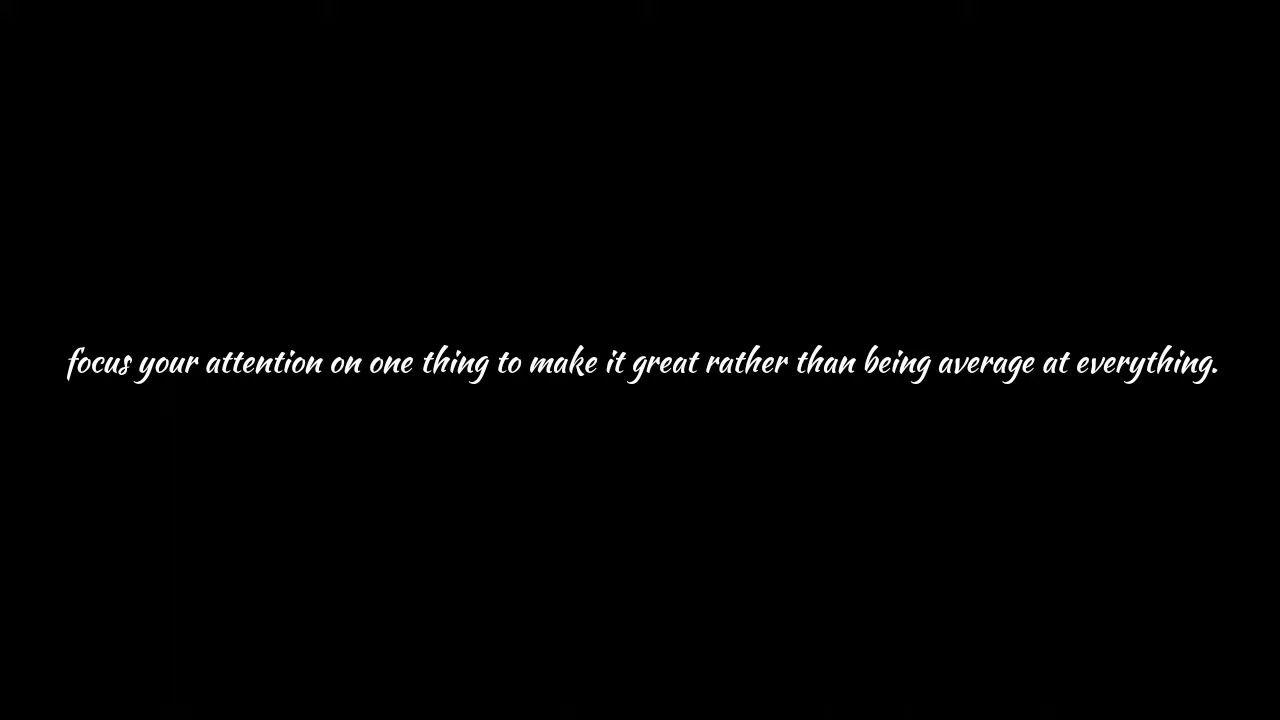 focus your attention on one thing to make it great rather than being average at everything.